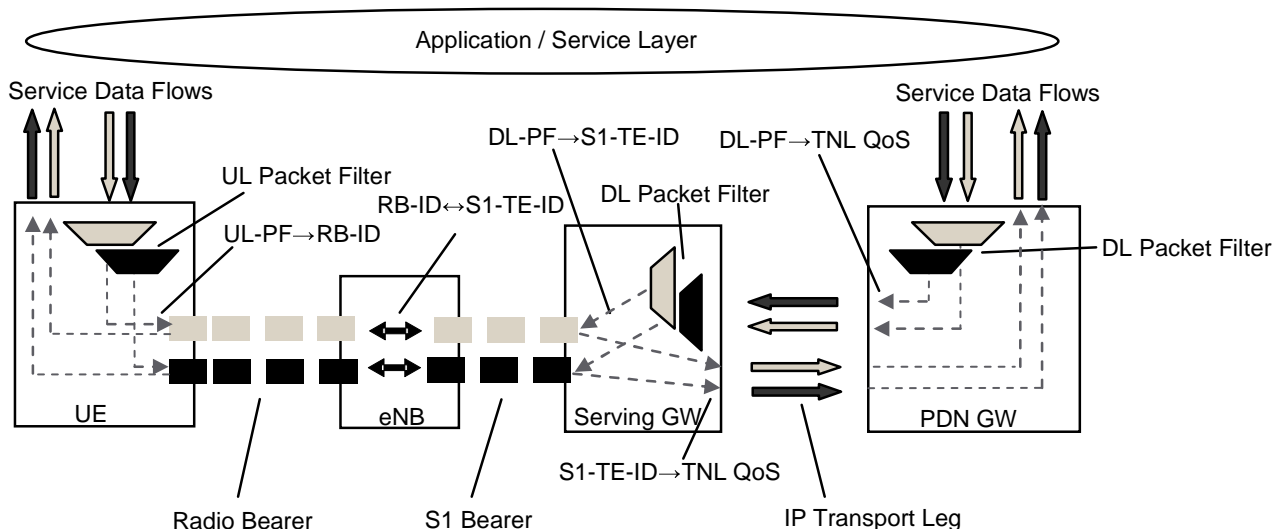 Application / Service Layer
Service Data Flows
Service Data Flows
DL-PF→S1-TE-ID
DL-PF→TNL QoS
UL Packet Filter
DL Packet Filter
RB-ID↔S1-TE-ID
UL-PF→RB-ID
DL Packet Filter
UE
eNB
Serving GW
PDN GW
S1-TE-ID→TNL QoS
Radio Bearer
S1 Bearer
IP Transport Leg